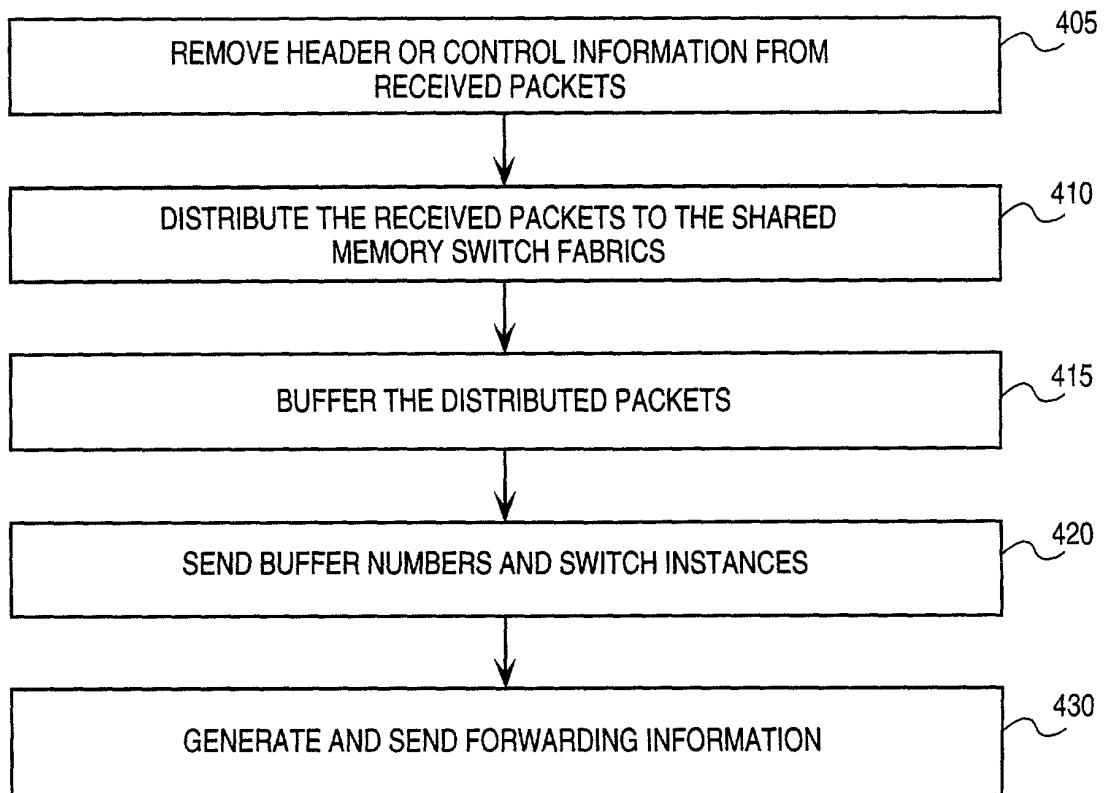 405
REMOVE HEADER OR CONTROL INFORMATION FROM
RECEIVED PACKETS
410
DISTRIBUTE THE RECEIVED PACKETS TO THE SHARED
MEMORY SWITCH FABRICS
415
BUFFER THE DISTRIBUTED PACKETS
420
SEND BUFFER NUMBERS AND SWITCH INSTANCES
430
GENERATE AND SEND FORWARDING INFORMATION